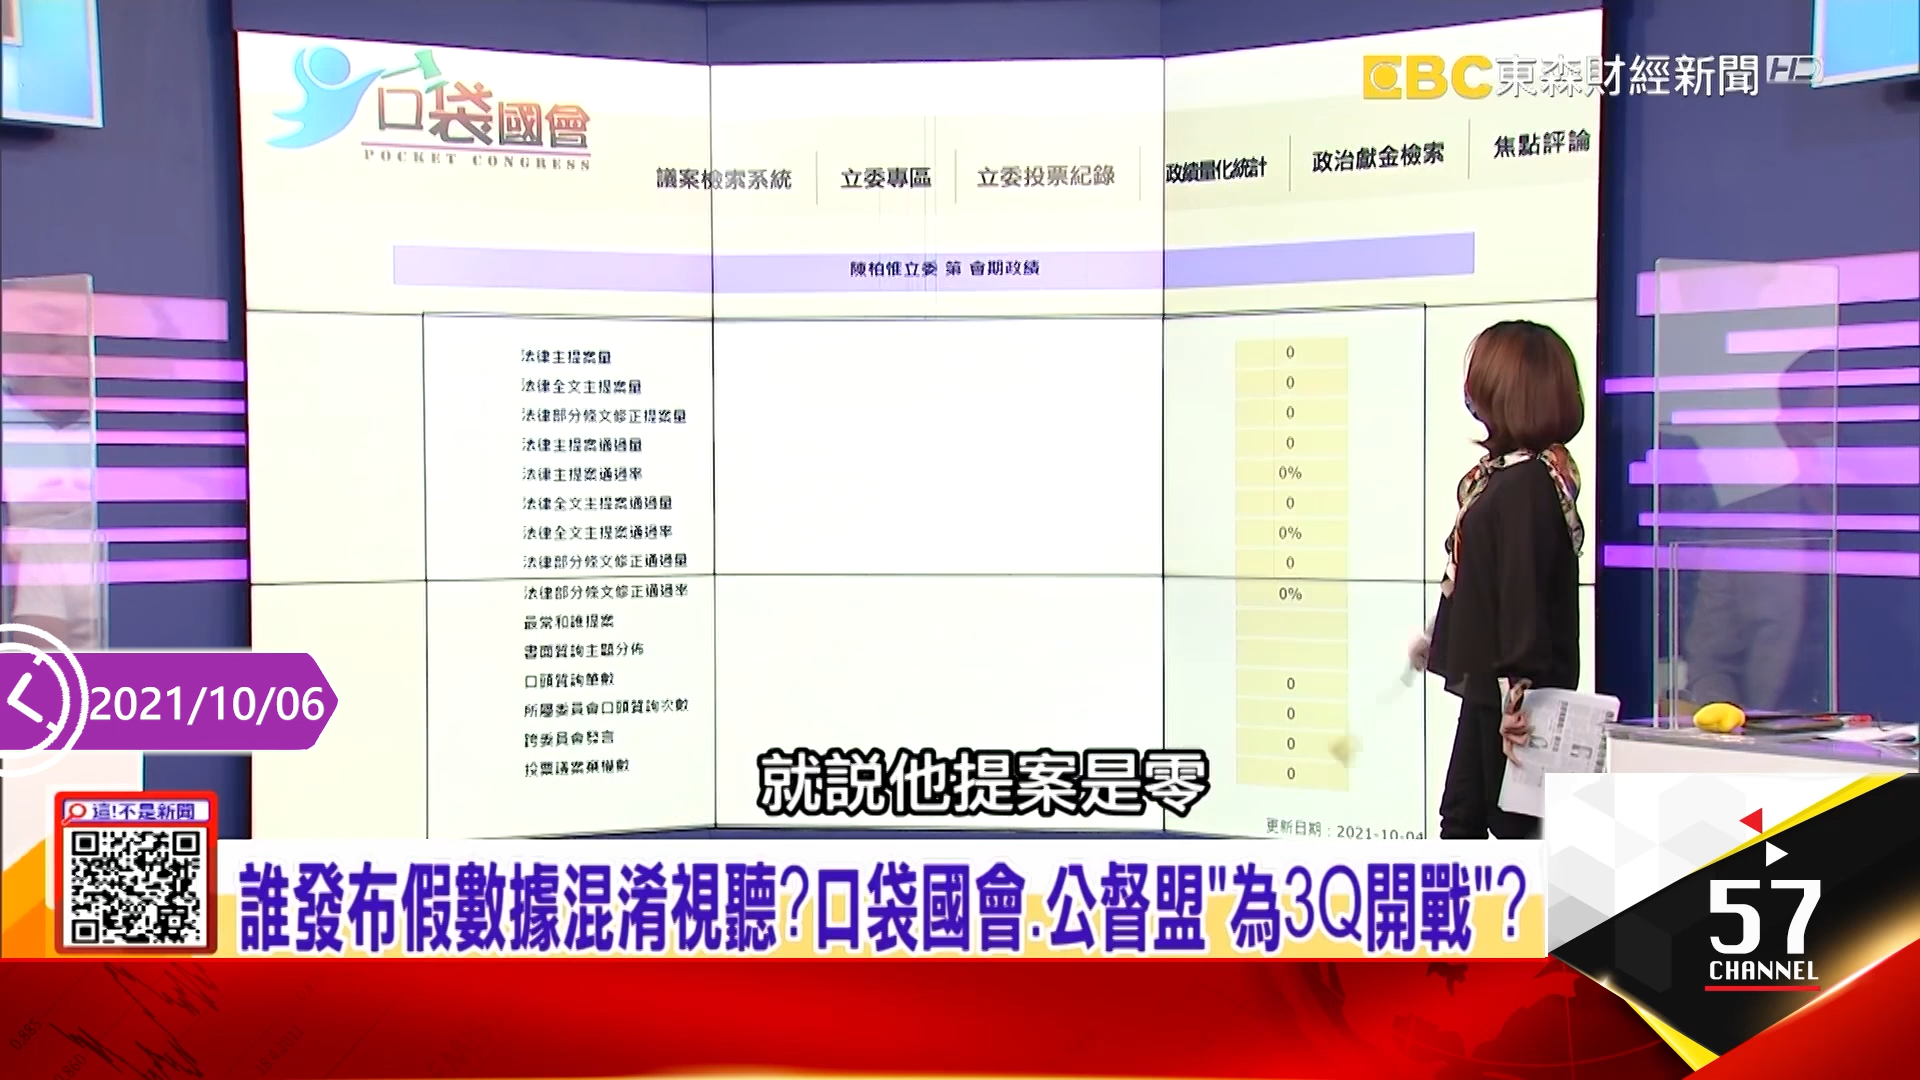 口袋國會
POCKET CONGRESS
EBC東森財經新聞HD
議案檢索系統 立委專區 立委投票紀錄 政績量化統計 政治獻金檢索 焦點評論
陳柏惟立委 第 會期政績
法律主提案量 0
法律全文主提案量 0
法律部分條文修正提案量 0
法律主提案通過量 0
法律主提案通過率 0%
法律全文主提案通過量 0
法律全文主提案通過率 0%
法律部分條文修正通過量 0
法律部分條文修正通過率 0%
最常和誰提案
書面質詢主題分佈
口頭質詢筆數 0
所屬委員會口頭質詢次數 0
跨委員會發言 0
投票議案棄權數 0
更新日期：2021-10-04
2021/10/06
就説他提案是零
這!不是新聞
誰發布假數據混淆視聽?口袋國會.公督盟"為3Q開戰"?
57
CHANNEL